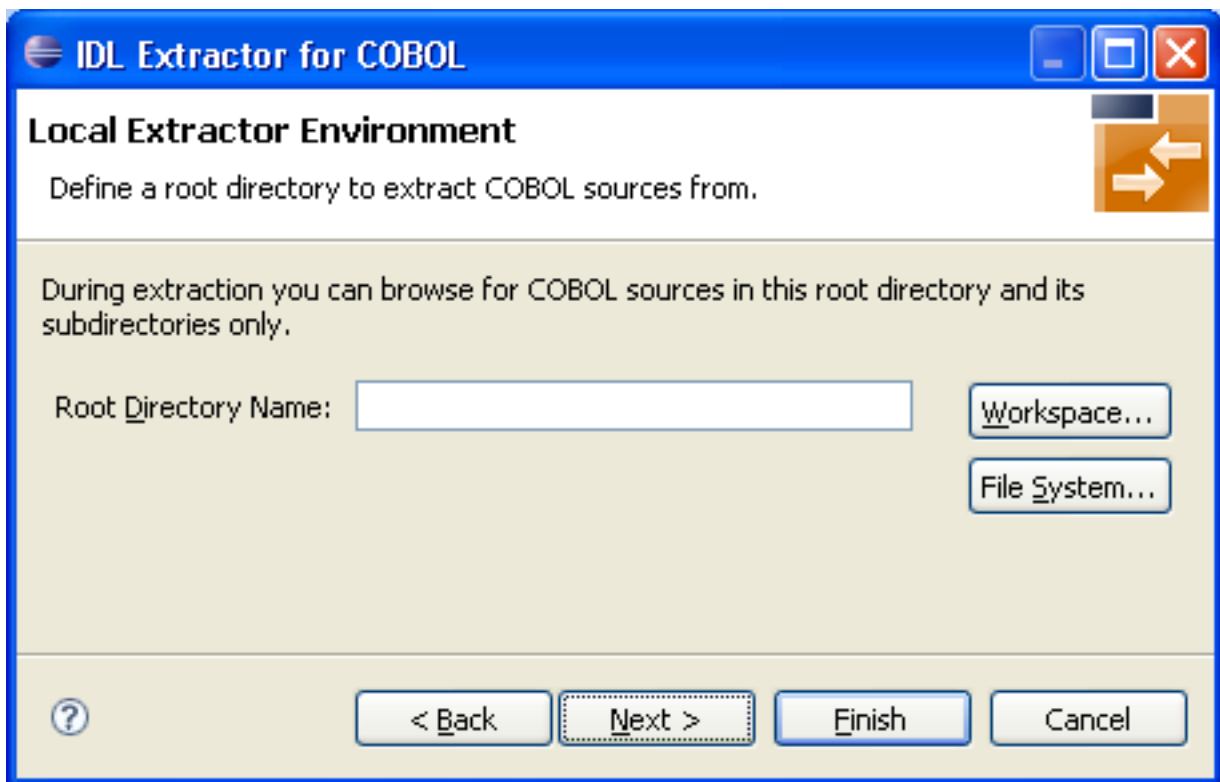 IDL Extractor for COBOL
Local Extractor Environment
Define a root directory to extract COBOL sources from.
During extraction you can browse for COBOL sources in this root directory and its
subdirectories only.
Root Directory Name:
Workspace...
File System...
?
< Back
Next >
Finish
Cancel